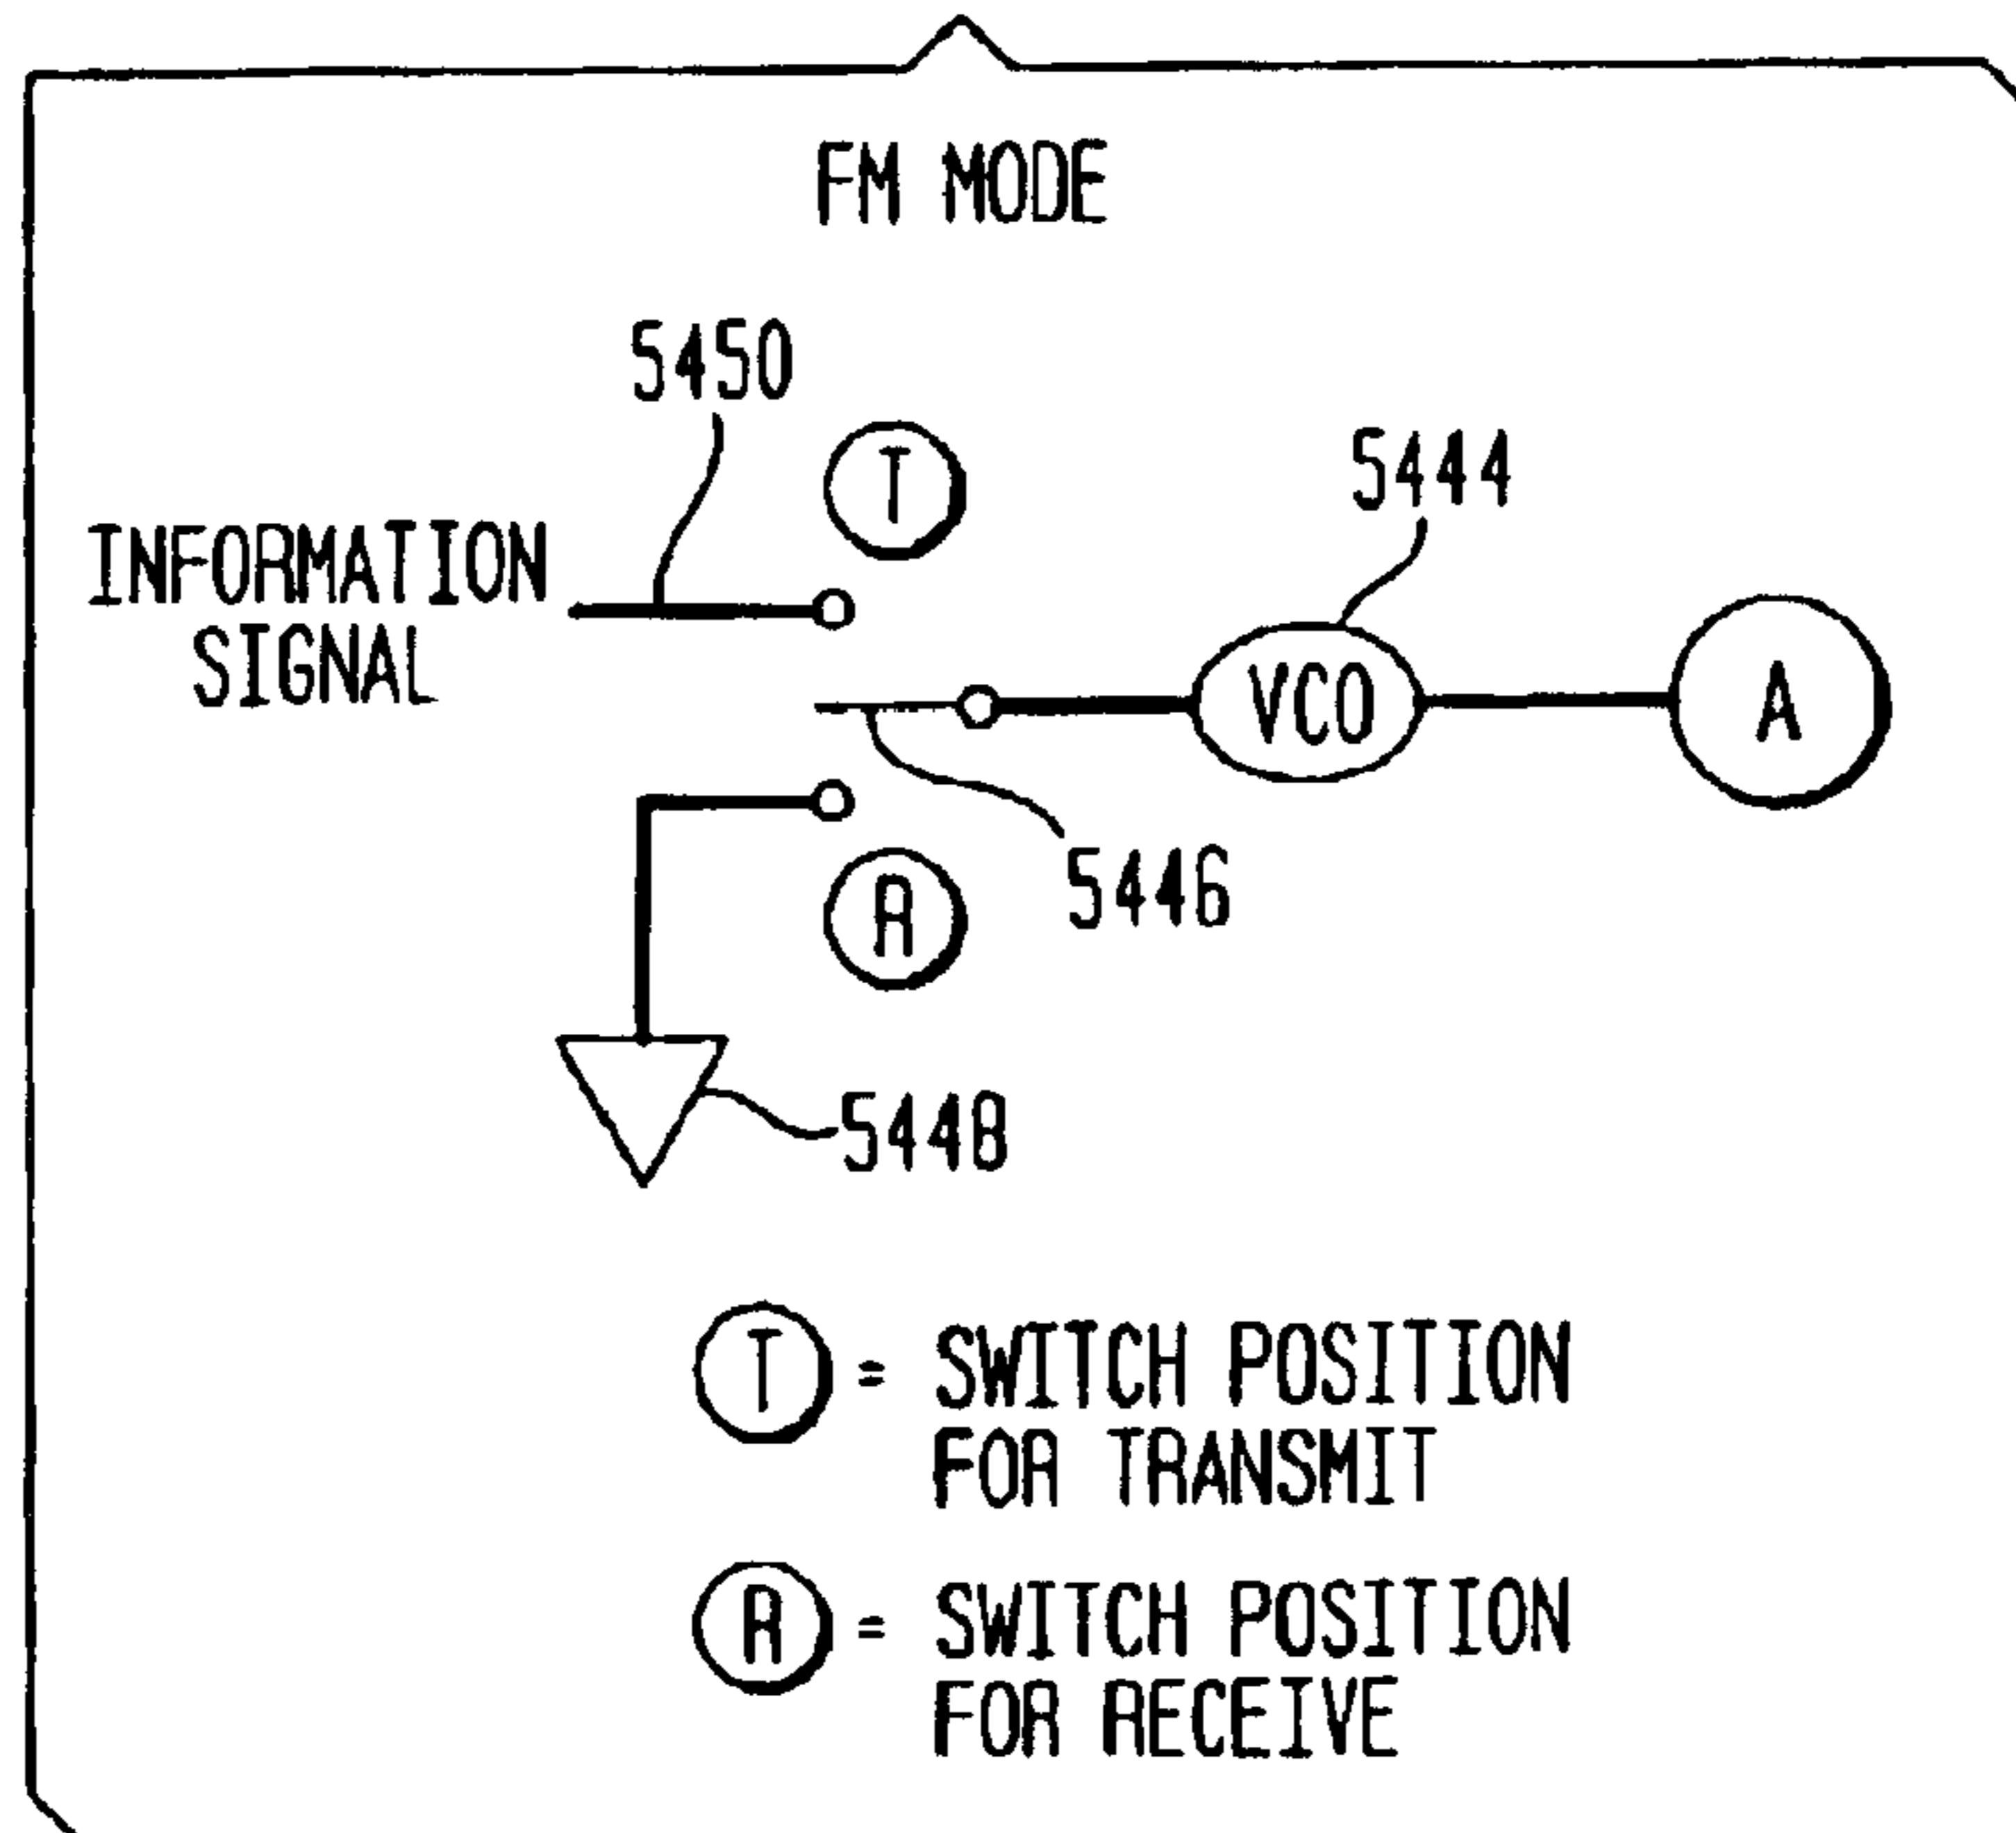 FM MODE
5450
T
5444
INFORMATION
SIGNAL
VCO
A
5446
R
5448
T = SWITCH POSITION
FOR TRANSMIT
R = SWITCH POSITION
FOR RECEIVE